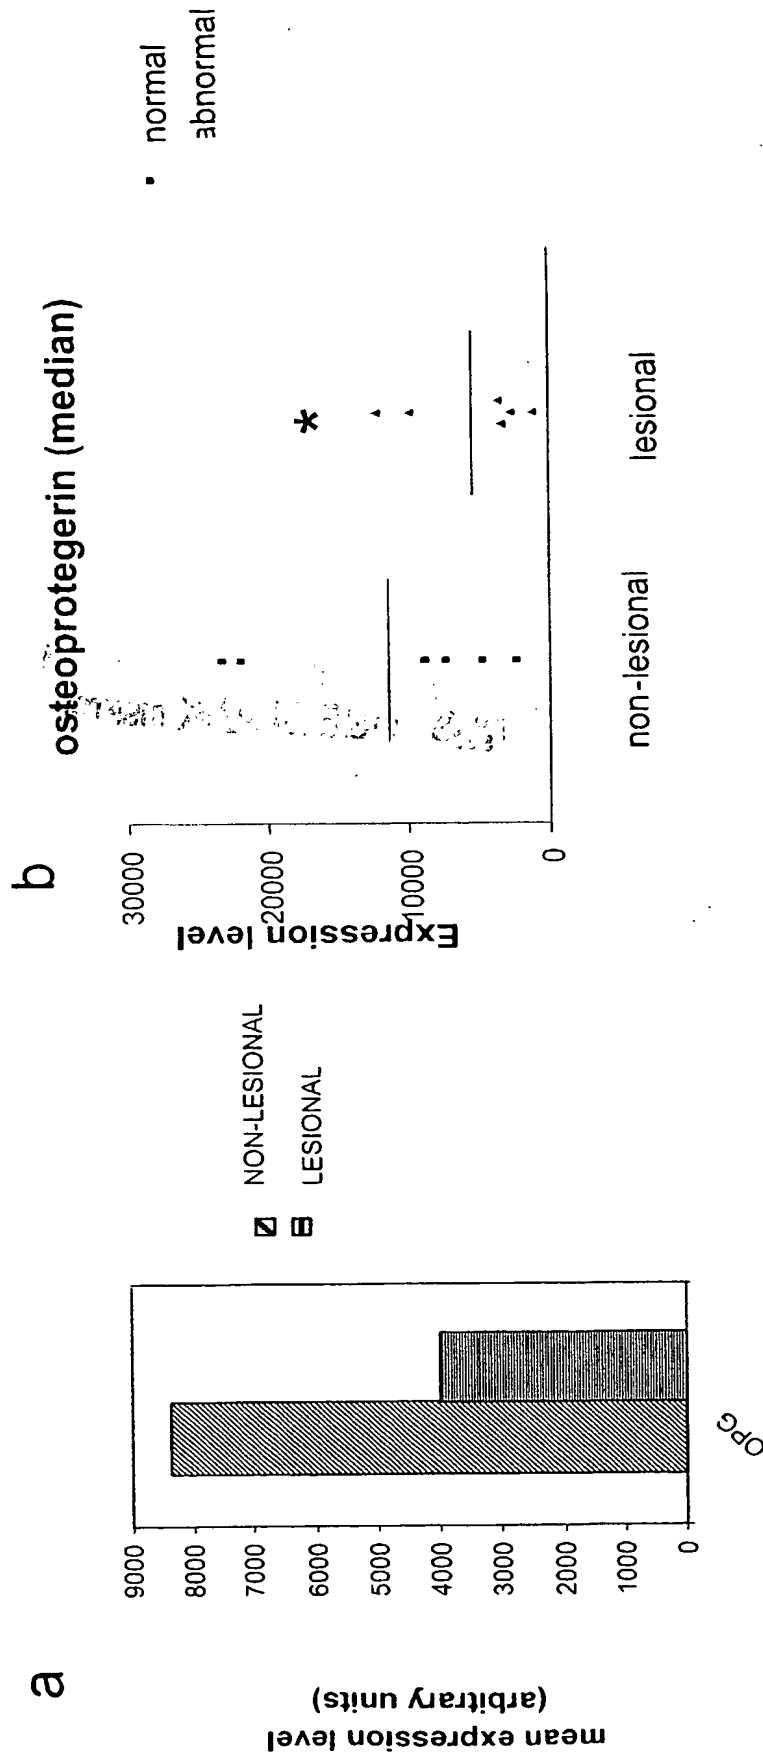 a
mean expression level
(arbitrary units)
9000
8000
7000
6000
5000
4000
3000
2000
1000
0
OPG
NON-LESIONAL
LESIONAL
b
osteoprotegerin (median)
Expression level
30000
20000
10000
0
non-lesional
lesional
*
normal
abnormal